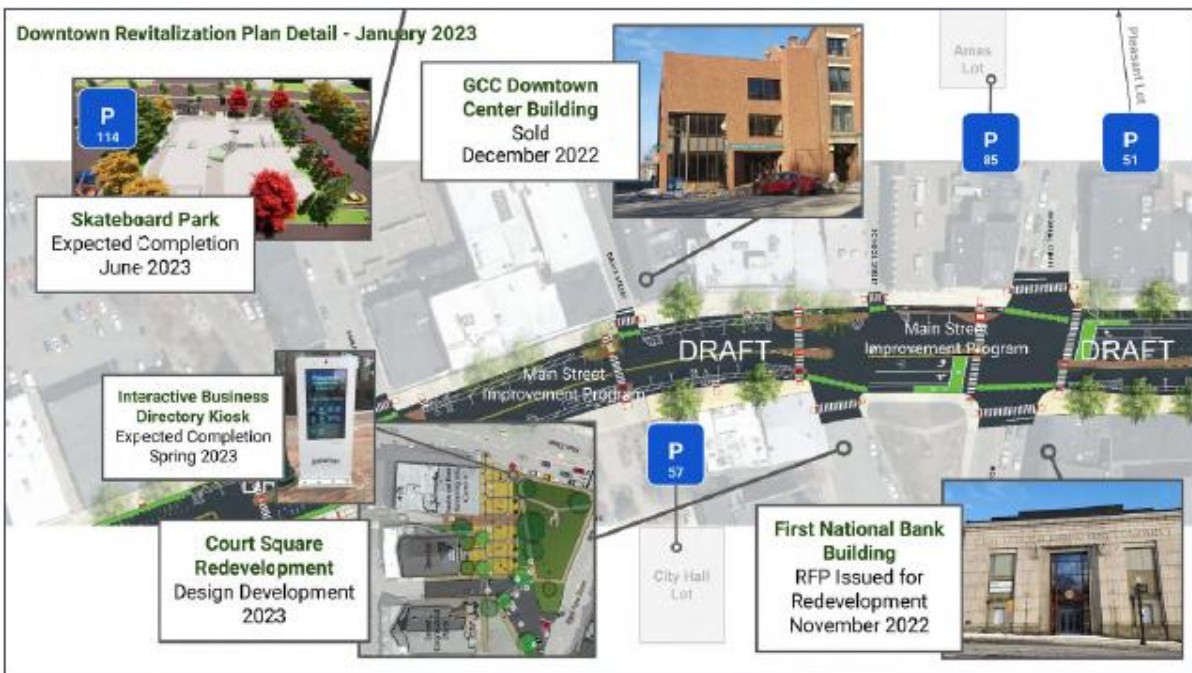 Downtown Revitalization Plan Detail - January 2023
P
114
Skateboard Park
Expected Completion
June 2023
GCC Downtown
Center Building
Sold
December 2022
Ames
Lot
P
85
Pleasant Lot
P
51
Main Street
Improvement Program
DRAFT
Main Street
Improvement Program
DRAFT
Interactive Business
Directory Kiosk
Expected Completion
Spring 2023
P
57
City Hall
Lot
Court Square
Redevelopment
Design Development
2023
First National Bank
Building
RFP Issued for
Redevelopment
November 2022